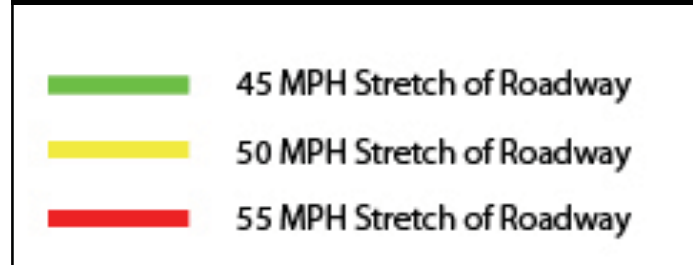 45 MPH Stretch of Roadway
50 MPH Stretch of Roadway
55 MPH Stretch of Roadway